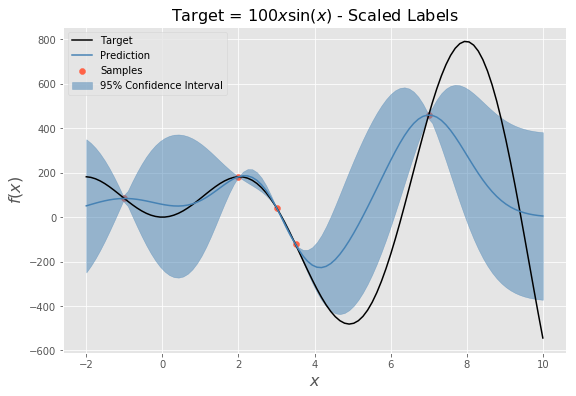 Target = 100xsin(x) - Scaled Labels
Target
Prediction
Samples
95% Confidence Interval
800
600
400
200
0
−200
−400
−600
f(x)
−2
0
2
4
6
8
10
x